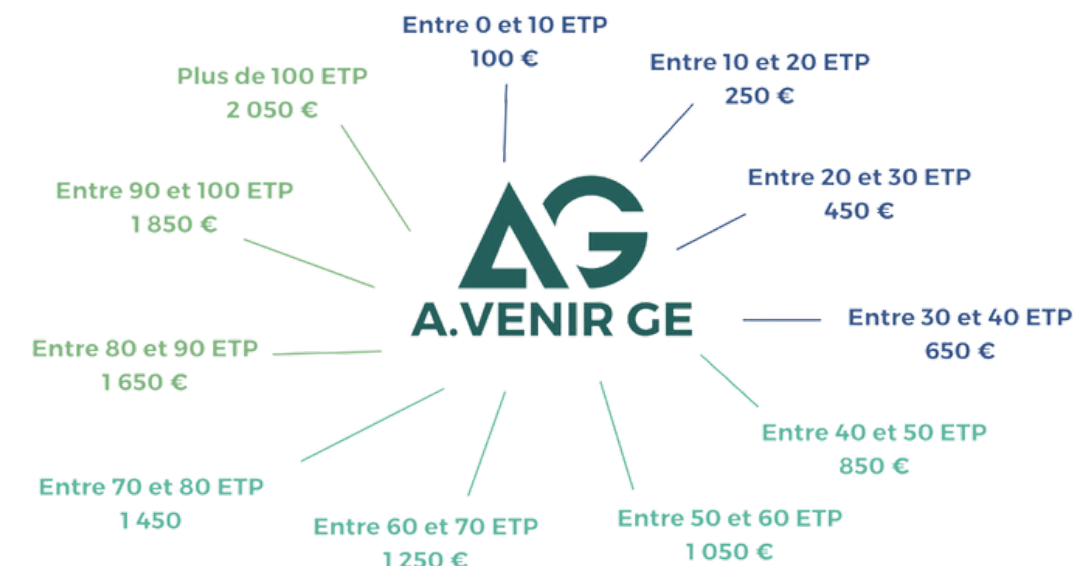 Entre 0 et 10 ETP
100 €
Entre 10 et 20 ETP
250 €
Entre 20 et 30 ETP
450 €
Entre 30 et 40 ETP
650 €
Entre 40 et 50 ETP
850 €
Entre 50 et 60 ETP
1 050 €
Entre 60 et 70 ETP
1 250 €
Entre 70 et 80 ETP
1 450
Entre 80 et 90 ETP
1 650 €
Entre 90 et 100 ETP
1 850 €
Plus de 100 ETP
2 050 €
AG
A.VENIR GE